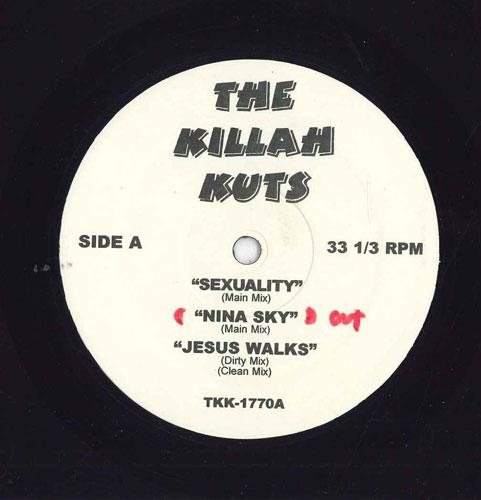 THE
KILLAH
KUTS
SIDE A
33 1/3 RPM
"SEXUALITY"
(Main Mix)
( "NINA SKY" ) cut
(Main Mix)
"JESUS WALKS"
(Dirty Mix)
(Clean Mix)
TKK-1770A